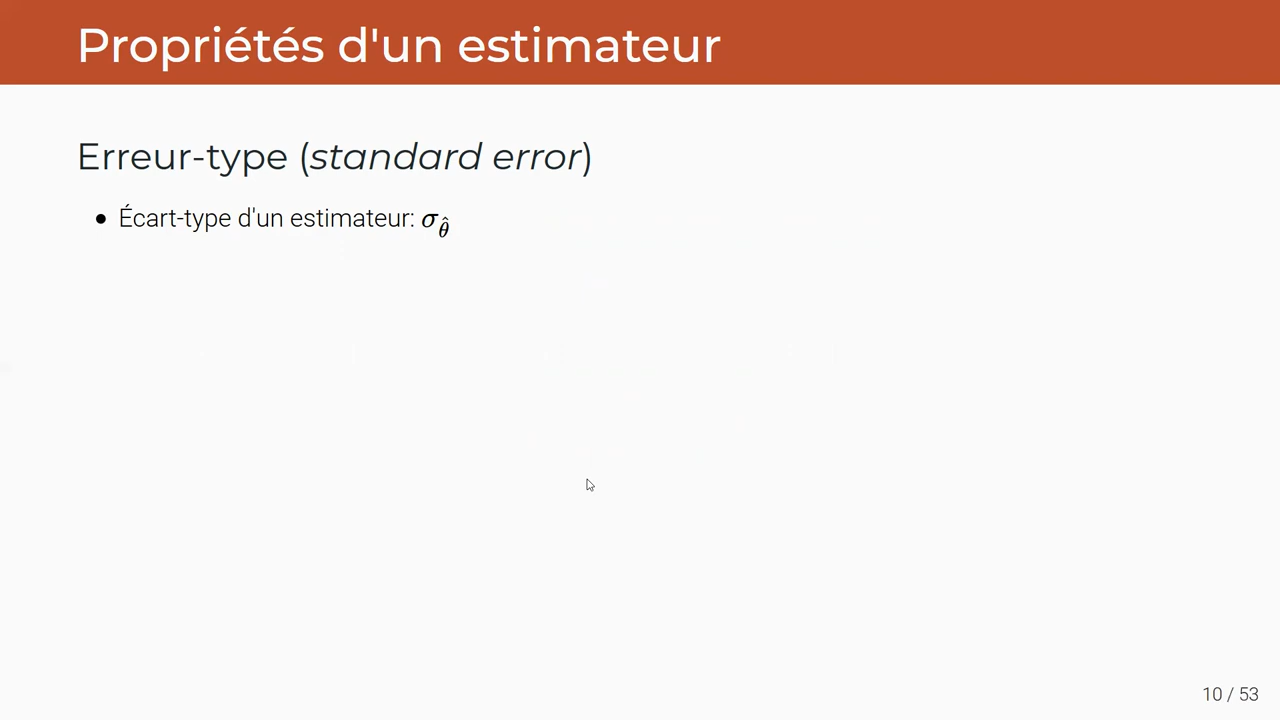 Propriétés d'un estimateur
Erreur-type (standard error)
• Écart-type d'un estimateur: σ_θ̂
10 / 53